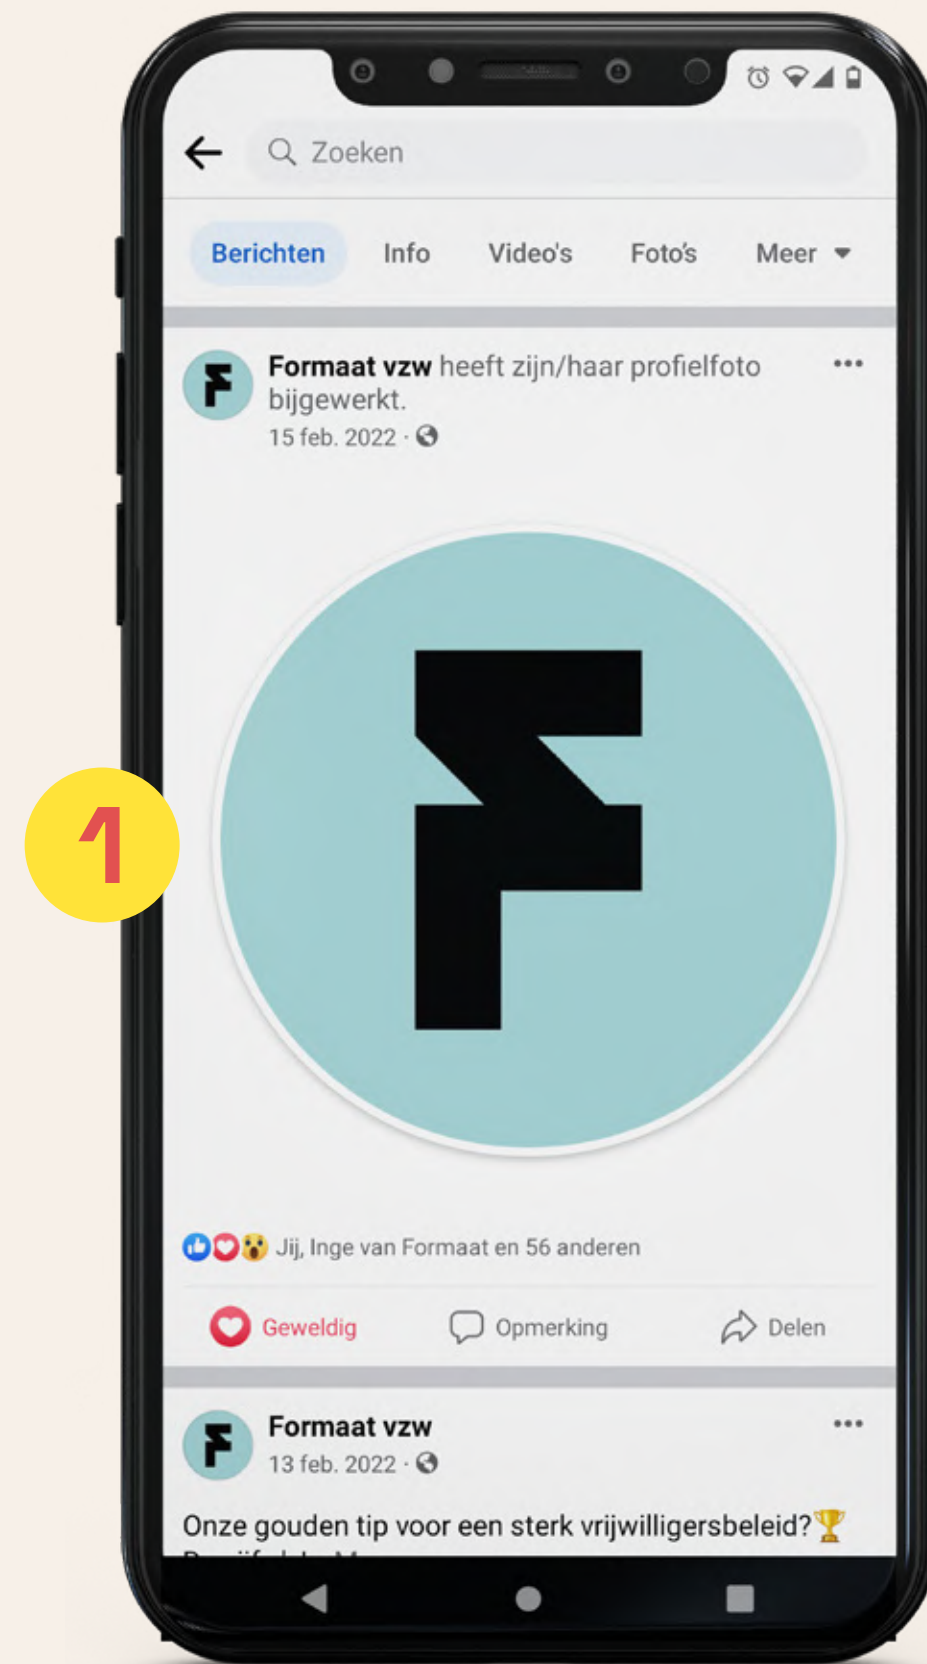 Zoeken
Berichten Info Video's Foto's Meer
F Formaat vzw heeft zijn/haar profielfoto
bijgewerkt.
15 feb. 2022 ·
F
1
Jij, Inge van Formaat en 56 anderen
Geweldig Opmerking Delen
F Formaat vzw
13 feb. 2022 ·
Onze gouden tip voor een sterk vrijwilligersbeleid?🏆